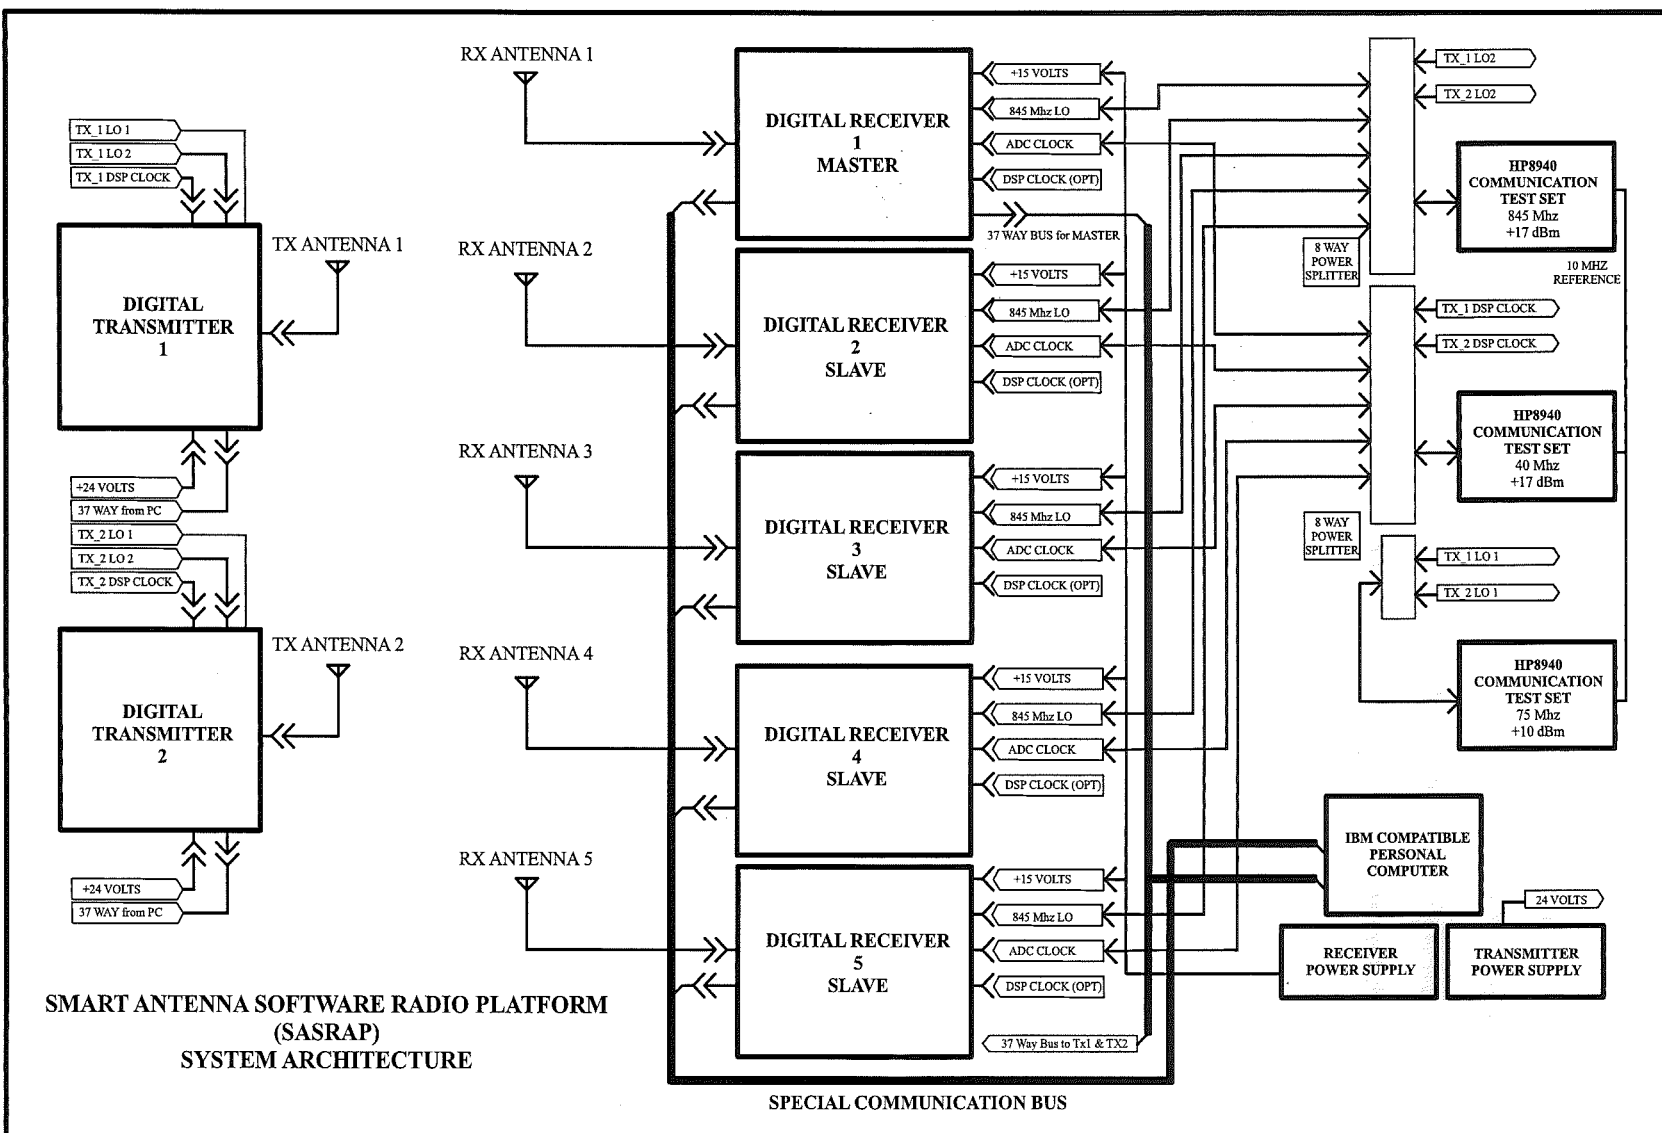 RX ANTENNA 1
TX_1 LO 1
TX_1 LO 2
TX_1 DSP CLOCK
TX ANTENNA 1
DIGITAL
TRANSMITTER
1
+24 VOLTS
37 WAY from PC
TX_2 LO 1
TX_2 LO 2
TX_2 DSP CLOCK
TX ANTENNA 2
DIGITAL
TRANSMITTER
2
+24 VOLTS
37 WAY from PC
DIGITAL RECEIVER
1
MASTER
+15 VOLTS
845 Mhz LO
ADC CLOCK
DSP CLOCK (OPT)
37 WAY BUS for MASTER
RX ANTENNA 2
DIGITAL RECEIVER
2
SLAVE
+15 VOLTS
845 Mhz LO
ADC CLOCK
DSP CLOCK (OPT)
RX ANTENNA 3
DIGITAL RECEIVER
3
SLAVE
+15 VOLTS
845 Mhz LO
ADC CLOCK
DSP CLOCK (OPT)
RX ANTENNA 4
DIGITAL RECEIVER
4
SLAVE
+15 VOLTS
845 Mhz LO
ADC CLOCK
DSP CLOCK (OPT)
RX ANTENNA 5
DIGITAL RECEIVER
5
SLAVE
+15 VOLTS
845 Mhz LO
ADC CLOCK
DSP CLOCK (OPT)
37 Way Bus to Tx1 & TX2
TX_1 LO2
TX_2 LO2
HP8940
COMMUNICATION
TEST SET
845 Mhz
+17 dBm
8 WAY
POWER
SPLITTER
10 MHZ
REFERENCE
TX_1 DSP CLOCK
TX_2 DSP CLOCK
HP8940
COMMUNICATION
TEST SET
40 Mhz
+17 dBm
8 WAY
POWER
SPLITTER
TX_1 LO 1
TX_2 LO 1
HP8940
COMMUNICATION
TEST SET
75 Mhz
+10 dBm
IBM COMPATIBLE
PERSONAL
COMPUTER
24 VOLTS
RECEIVER
POWER SUPPLY
TRANSMITTER
POWER SUPPLY
SMART ANTENNA SOFTWARE RADIO PLATFORM
(SASRAP)
SYSTEM ARCHITECTURE
SPECIAL COMMUNICATION BUS